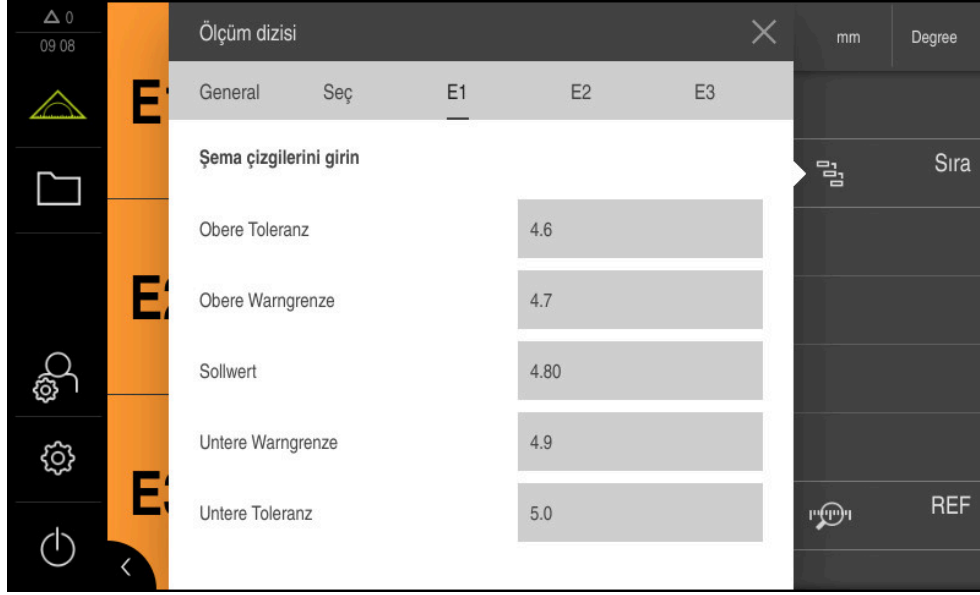 0
09 08
Ölçüm dizisi
mm
Degree
General Seç E1 E2 E3
Şema çizgilerini girin
Sıra
Obere Toleranz 4.6
Obere Warngrenze 4.7
Sollwert 4.80
Untere Warngrenze 4.9
Untere Toleranz 5.0
REF